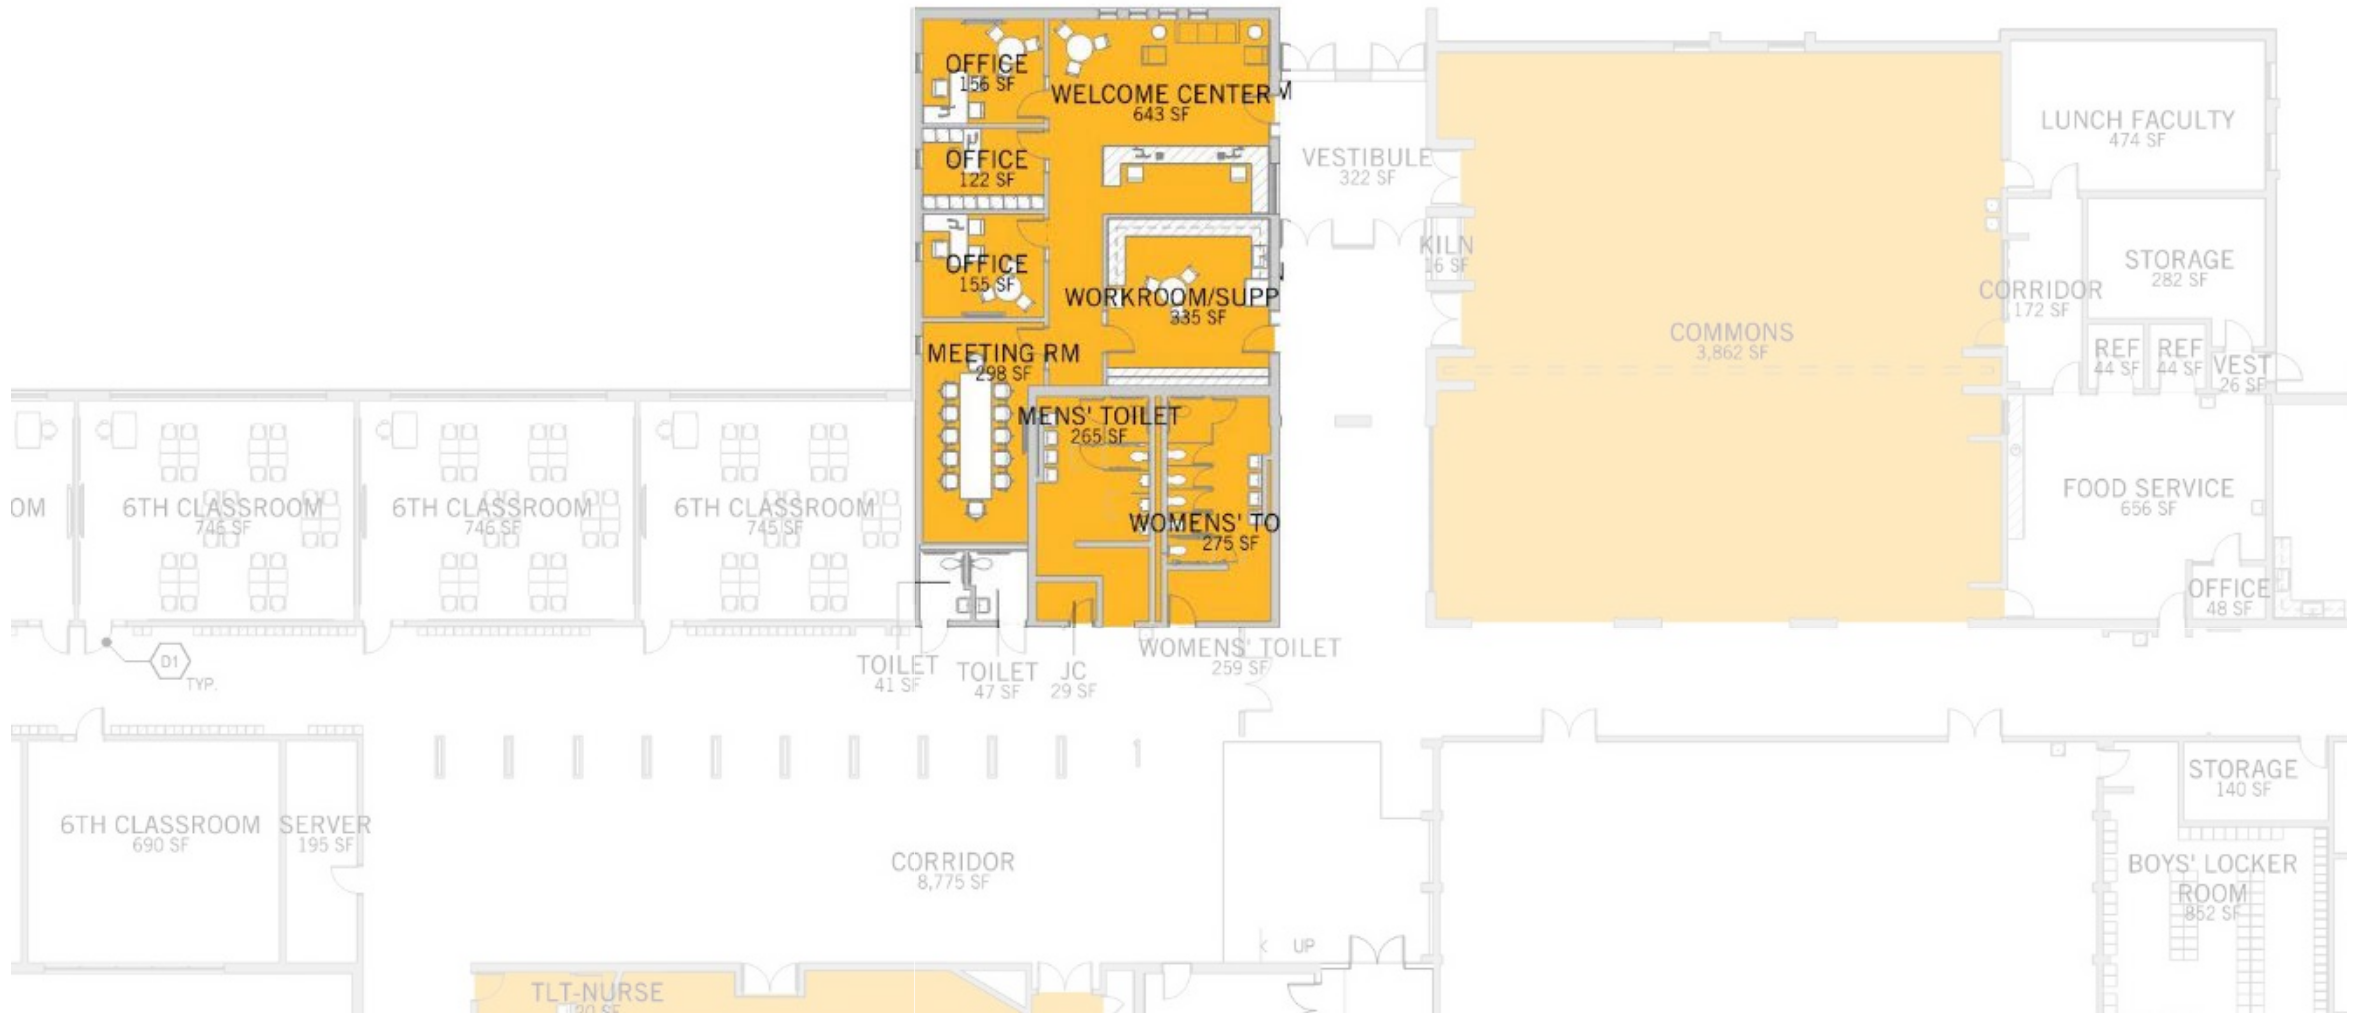 OFFICE
156 SF
WELCOME CENTER
643 SF
OFFICE
122 SF
OFFICE
155 SF
WORKROOM/SUPP
335 SF
MEETING RM
298 SF
MENS' TOILET
265 SF
WOMENS' TO
275 SF
VESTIBULE
322 SF
KILN
16 SF
COMMONS
3,862 SF
LUNCH FACULTY
474 SF
STORAGE
282 SF
CORRIDOR
172 SF
REF
44 SF
REF
44 SF
VEST
26 SF
FOOD SERVICE
656 SF
OFFICE
48 SF
OM
6TH CLASSROOM
746 SF
6TH CLASSROOM
746 SF
6TH CLASSROOM
745 SF
D1
TYP.
TOILET
41 SF
TOILET
47 SF
JC
29 SF
WOMENS' TOILET
259 SF
6TH CLASSROOM
690 SF
SERVER
195 SF
CORRIDOR
8,775 SF
UP
STORAGE
140 SF
BOYS' LOCKER
ROOM
852 SF
TLT-NURSE